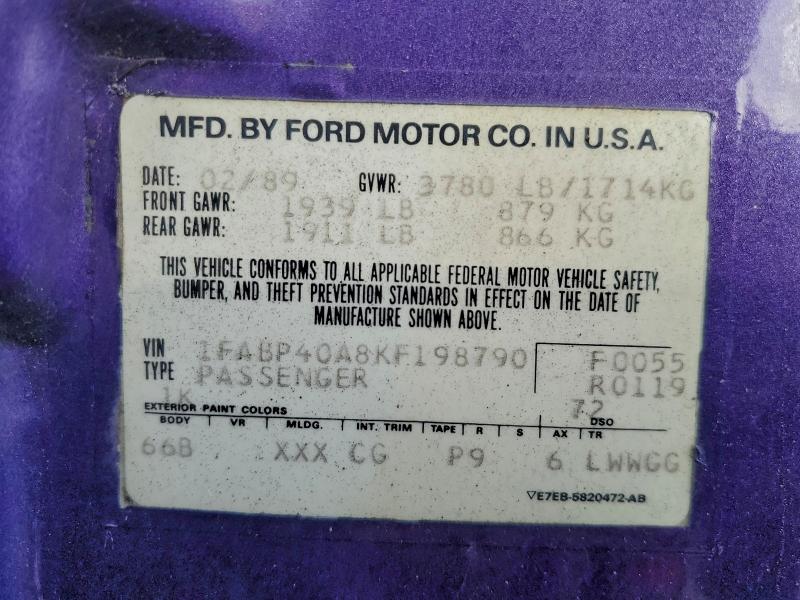 MFD. BY FORD MOTOR CO. IN U.S.A.
DATE: 02/89 GVWR: 3780 LB/1714KG
FRONT GAWR: 1939 LB 879 KG
REAR GAWR: 1911 LB 866 KG
THIS VEHICLE CONFORMS TO ALL APPLICABLE FEDERAL MOTOR VEHICLE SAFETY,
BUMPER, AND THEFT PREVENTION STANDARDS IN EFFECT ON THE DATE OF
MANUFACTURE SHOWN ABOVE.
VIN 1FABP40A8KF198790 F0055
TYPE PASSENGER R0119
1K 72
EXTERIOR PAINT COLORS DSO
BODY VR MLDG. INT. TRIM TAPE R S AX TR
66B XXX CG P9 6 LWWGG
▽E7EB-5820472-AB